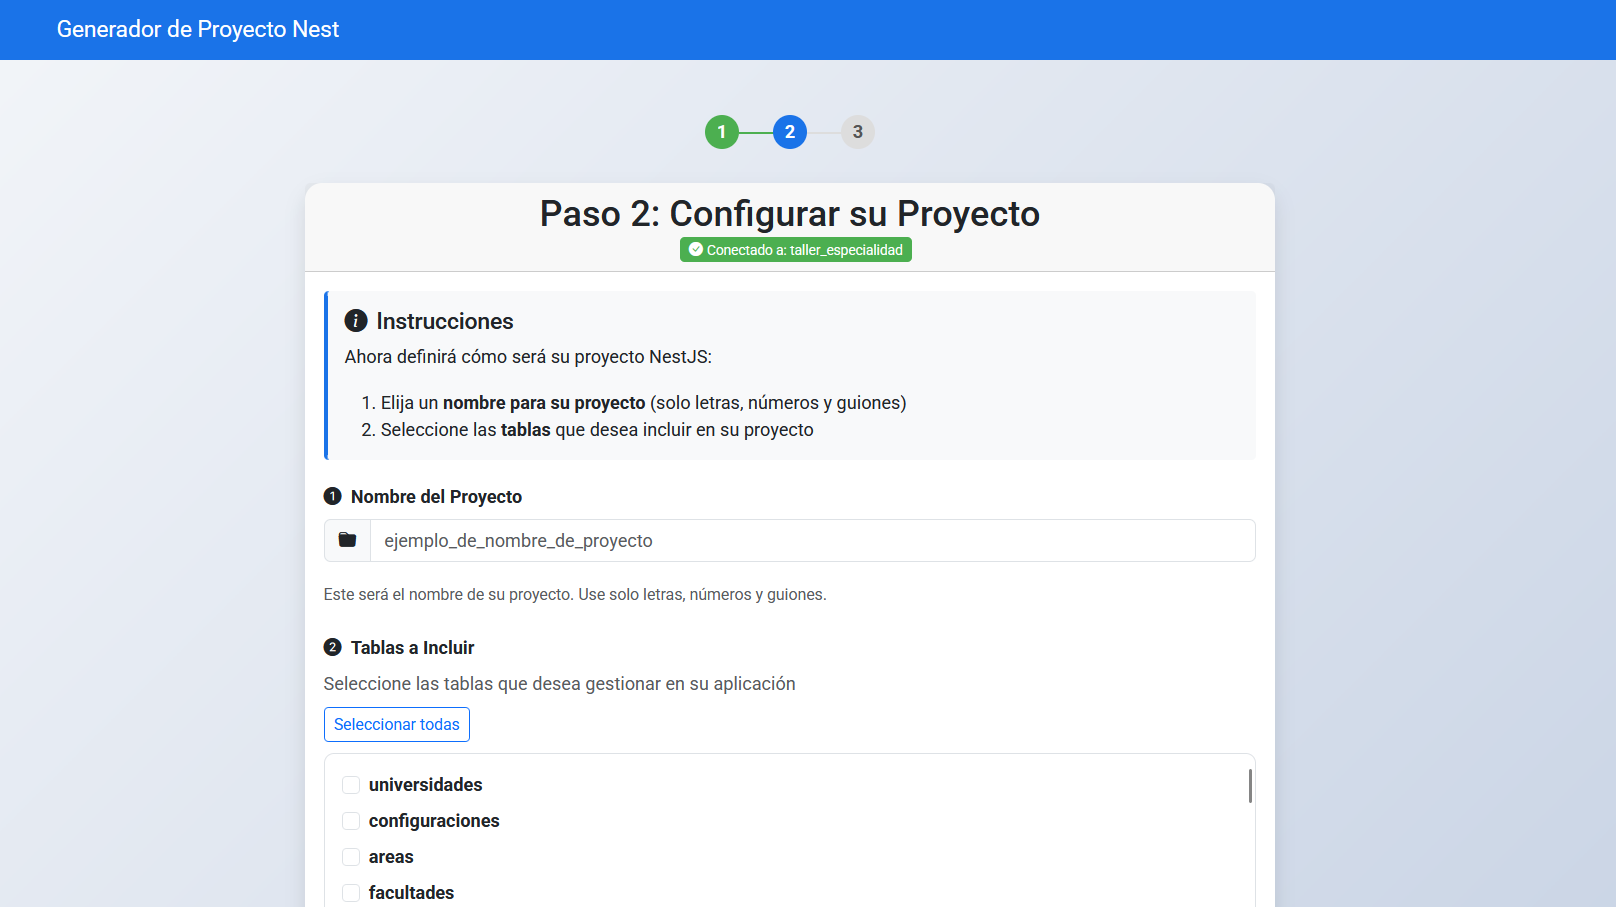 Generador de Proyecto Nest
1 2 3
Paso 2: Configurar su Proyecto
Conectado a: taller_especialidad
Instrucciones
Ahora definirá cómo será su proyecto NestJS:
1. Elija un nombre para su proyecto (solo letras, números y guiones)
2. Seleccione las tablas que desea incluir en su proyecto
1 Nombre del Proyecto
ejemplo_de_nombre_de_proyecto
Este será el nombre de su proyecto. Use solo letras, números y guiones.
2 Tablas a Incluir
Seleccione las tablas que desea gestionar en su aplicación
Seleccionar todas
universidades
configuraciones
areas
facultades